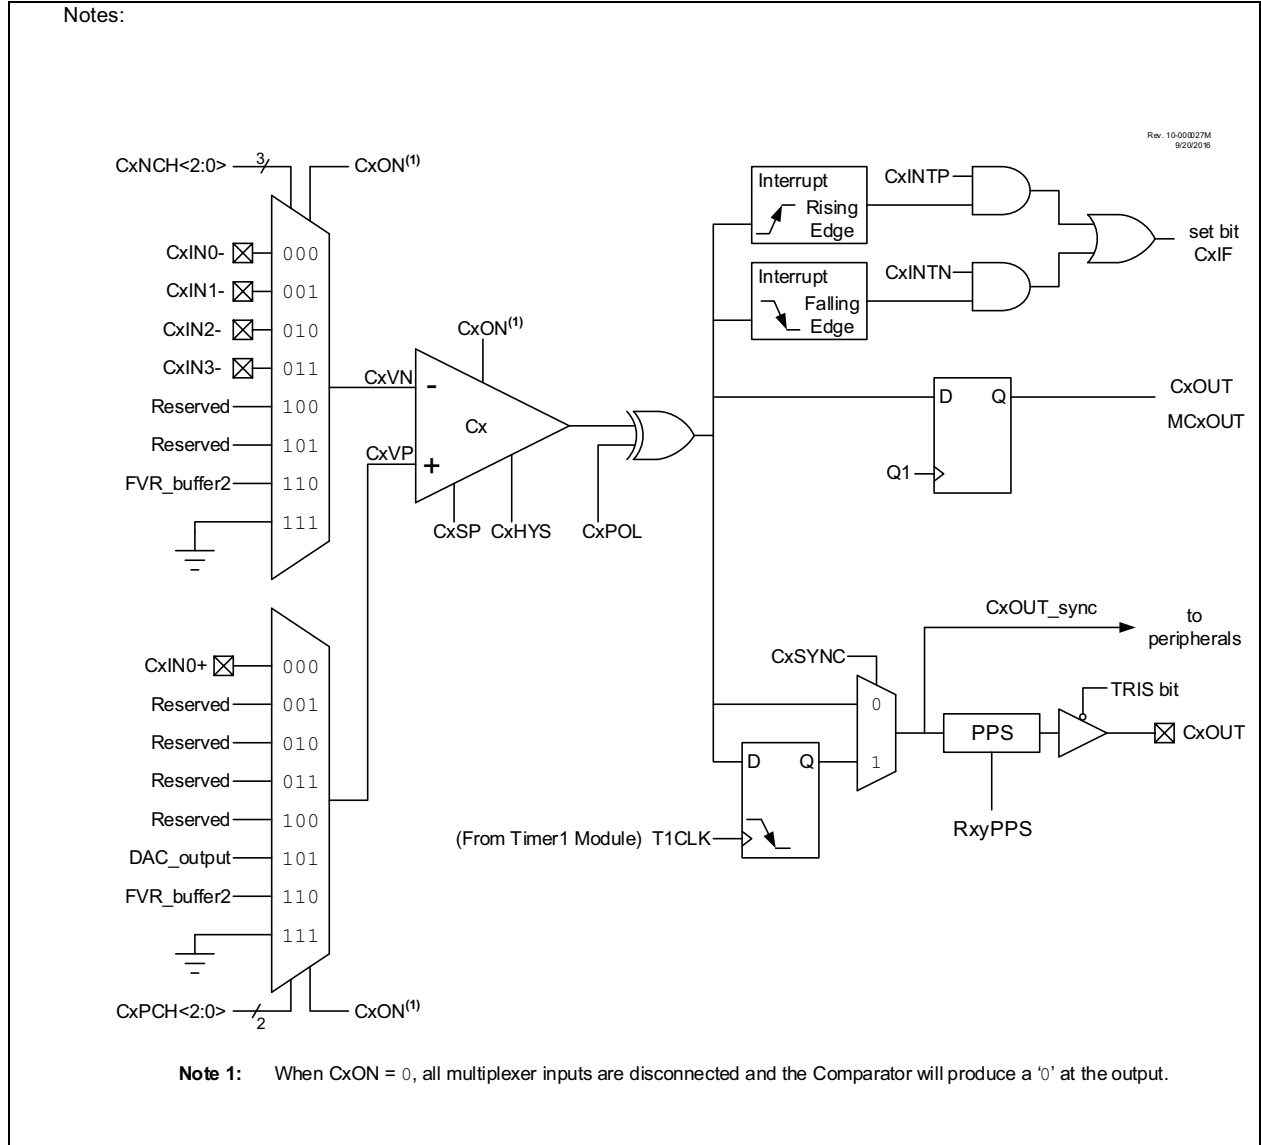 Notes:
Rev. 10-000027M
9/20/2016
CxNCH<2:0>
3
CxON(1)
CxIN0-
000
CxIN1-
001
CxIN2-
010
CxIN3-
011
Reserved
100
Reserved
101
FVR_buffer2
110
111
CxVN
CxVP
CxON(1)
-
+
Cx
CxSP
CxHYS
CxPOL
Interrupt
Rising
Edge
CxINTP
Interrupt
Falling
Edge
CxINTN
set bit
CxIF
D
Q
Q1
CxOUT
MCxOUT
CxIN0+
000
Reserved
001
Reserved
010
Reserved
011
Reserved
100
DAC_output
101
FVR_buffer2
110
111
CxPCH<2:0>
2
CxON(1)
CxOUT_sync
to
peripherals
CxSYNC
0
1
TRIS bit
PPS
CxOUT
RxyPPS
D
Q
(From Timer1 Module) T1CLK
Note 1: When CxON = 0, all multiplexer inputs are disconnected and the Comparator will produce a ‘0’ at the output.